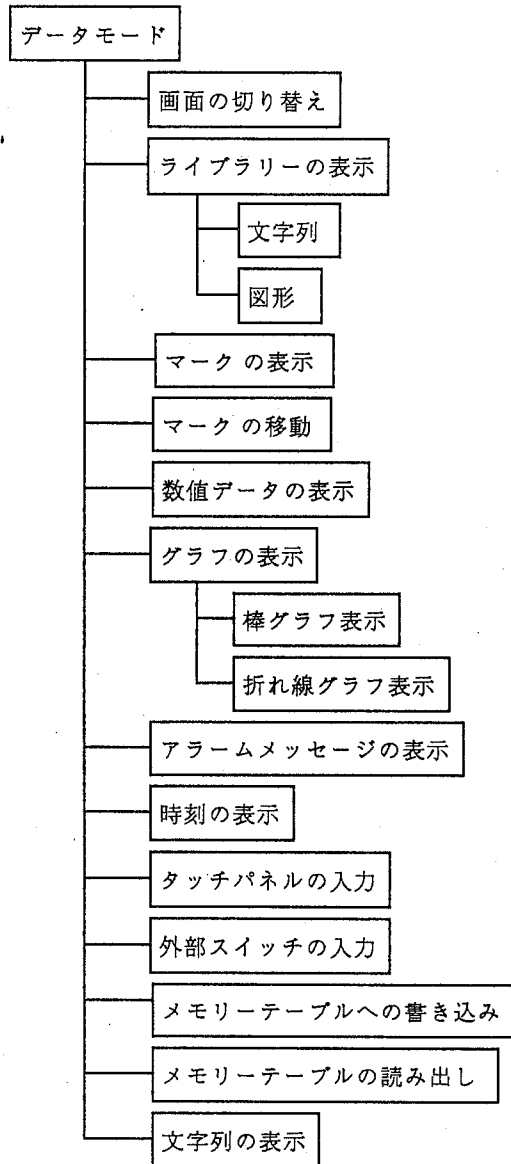 データモード
画面の切り替え
ライブラリーの表示
文字列
図形
マーク の表示
マーク の移動
数値データの表示
グラフの表示
棒グラフ表示
折れ線グラフ表示
アラームメッセージの表示
時刻の表示
タッチパネルの入力
外部スイッチの入力
メモリーテーブルへの書き込み
メモリーテーブルの読み出し
文字列の表示